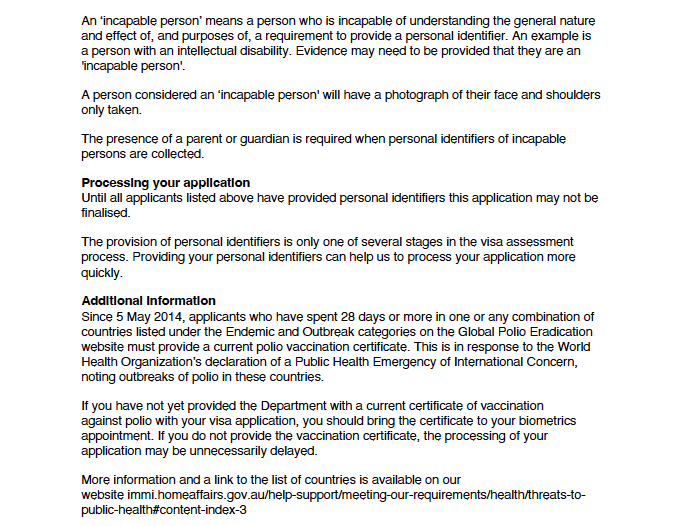 An ‘incapable person’ means a person who is incapable of understanding the general nature
and effect of, and purposes of, a requirement to provide a personal identifier. An example is
a person with an intellectual disability. Evidence may need to be provided that they are an
'incapable person'.
A person considered an ‘incapable person' will have a photograph of their face and shoulders
only taken.
The presence of a parent or guardian is required when personal identifiers of incapable
persons are collected.
Processing your application
Until all applicants listed above have provided personal identifiers this application may not be
finalised.
The provision of personal identifiers is only one of several stages in the visa assessment
process. Providing your personal identifiers can help us to process your application more
quickly.
Additional Information
Since 5 May 2014, applicants who have spent 28 days or more in one or any combination of
countries listed under the Endemic and Outbreak categories on the Global Polio Eradication
website must provide a current polio vaccination certificate. This is in response to the World
Health Organization’s declaration of a Public Health Emergency of International Concern,
noting outbreaks of polio in these countries.
If you have not yet provided the Department with a current certificate of vaccination
against polio with your visa application, you should bring the certificate to your biometrics
appointment. If you do not provide the vaccination certificate, the processing of your
application may be unnecessarily delayed.
More information and a link to the list of countries is available on our
website immi.homeaffairs.gov.au/help-support/meeting-our-requirements/health/threats-to-
public-health#content-index-3